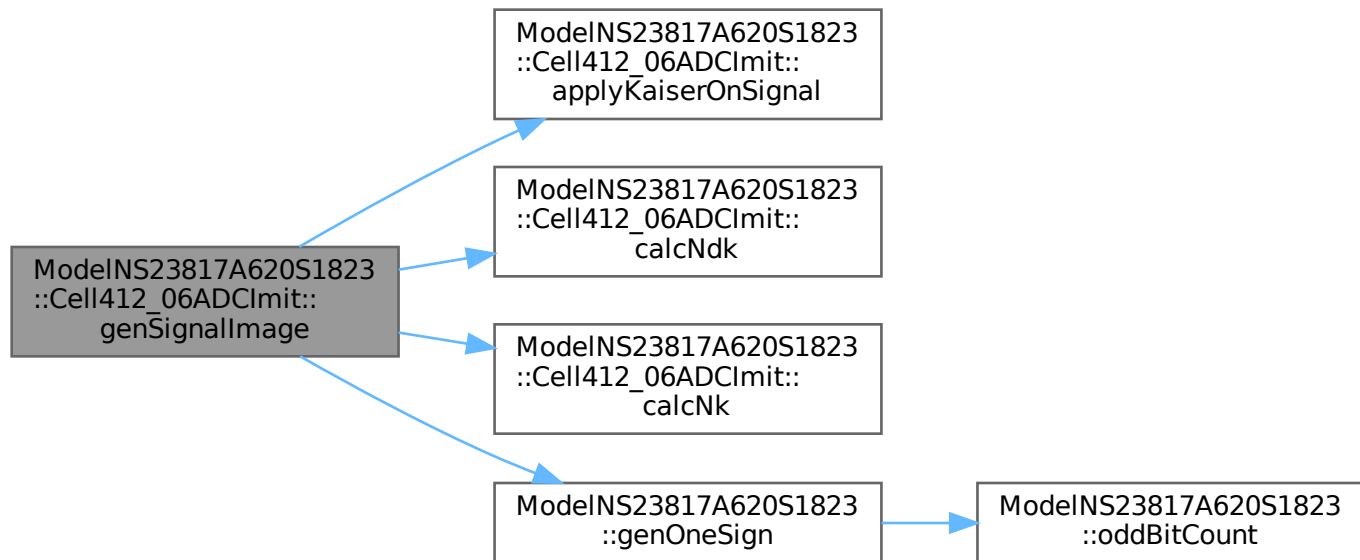 ModelNS23817A620S1823
::Cell412_06ADCImit::
applyKaiserOnSignal
ModelNS23817A620S1823
::Cell412_06ADCImit::
calcNdk
ModelNS23817A620S1823
::Cell412_06ADCImit::
genSignalImage
ModelNS23817A620S1823
::Cell412_06ADCImit::
calcNk
ModelNS23817A620S1823
::genOneSign
ModelNS23817A620S1823
::oddBitCount